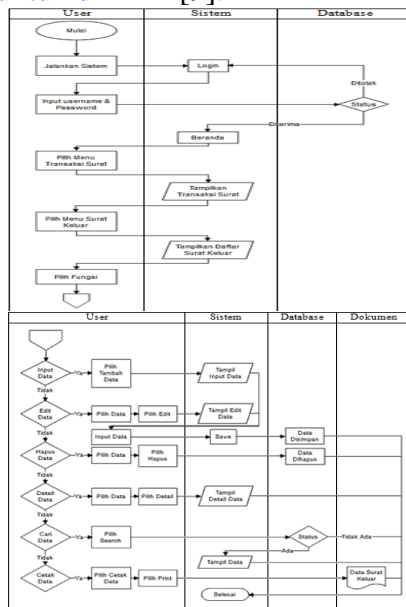 User Sistem Database
Mulai
Jalankan Sistem
Login
Ditolak
Input username &
Password
Status
Diterima
Beranda
Pilih Menu
Transaksi Surat
Tampilkan
Transaksi Surat
Pilih Menu Surat
Keluar
Tampilkan Daftar
Surat Keluar
Pilih Fungsi
User Sistem Database Dokumen
Input
Data
Ya
Pilih
Tambah
Data
Tampil
Input Data
Tidak
Edit
Data
Ya
Pilih Data
Pilih Edit
Tampil Edit
Data
Tidak
Input Data
Save
Data
Disimpan
Hapus
Data
Ya
Pilih Data
Pilih
Hapus
Data
DiHapus
Tidak
Detail
Data
Ya
Pilih Data
Pilih Detail
Tampil
Detail Data
Tidak
Cari
Data
Ya
Pilih
Search
Status
Tidak Ada
Ada
Tidak
Tampil Data
Cetak
Data
Ya
Pilih Cetak
Data
Pilih Print
Data Surat
Keluar
Selesai